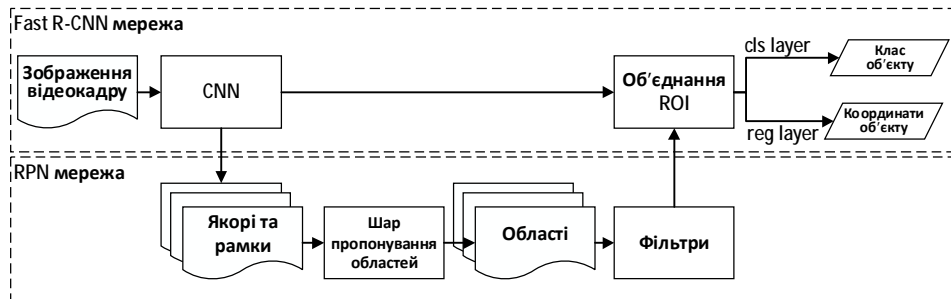 Fast R-CNN мережа
Зображення
відеокадру
CNN
Об'єднання
ROI
cls layer
Клас
об'єкту
reg layer
Координати
об'єкту
RPN мережа
Якорі та
рамки
Шар
пропонування
областей
Області
Фільтри